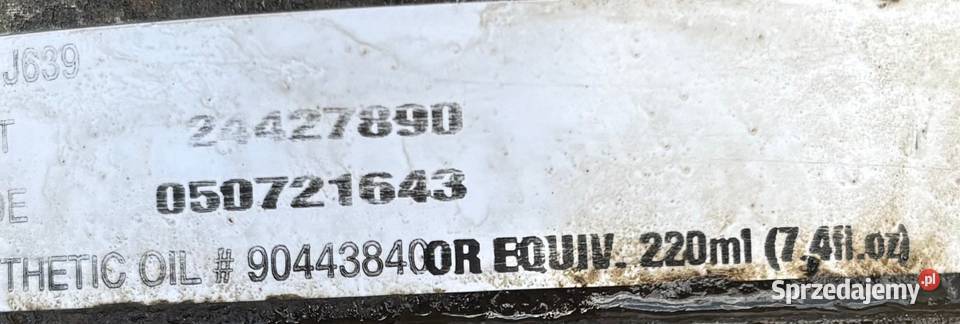 J639
T 24427890
DE 050721643
THETIC OIL # 90443840OR EQUIV. 220ml (7,4fl.oz)
Sprzedajemy.pl